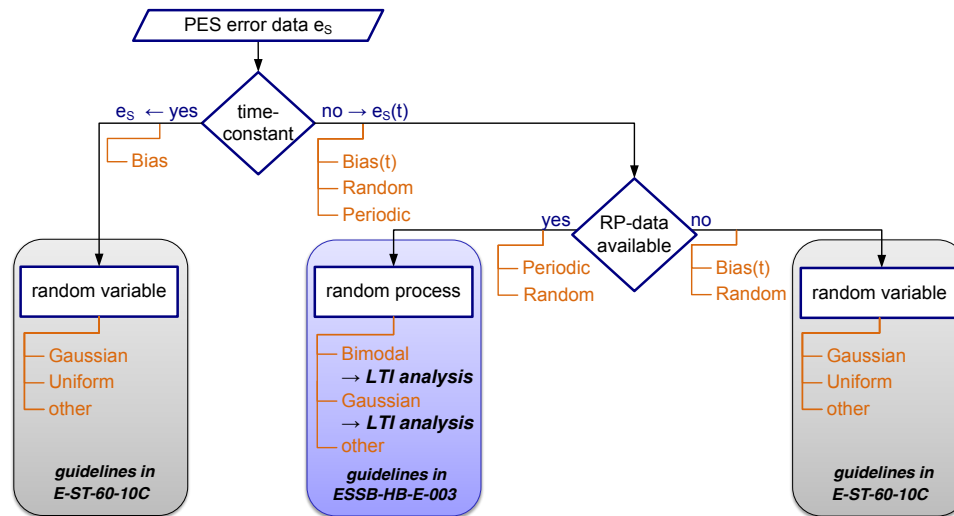 PES error data eS
time-
constant
eS ← yes
no → eS(t)
Bias
Bias(t)
Random
Periodic
RP-data
available
yes
no
Periodic
Random
Bias(t)
Random
random variable
Gaussian
Uniform
other
guidelines in
E-ST-60-10C
random process
Bimodal
→ LTI analysis
Gaussian
→ LTI analysis
other
guidelines in
ESSB-HB-E-003
random variable
Gaussian
Uniform
other
guidelines in
E-ST-60-10C